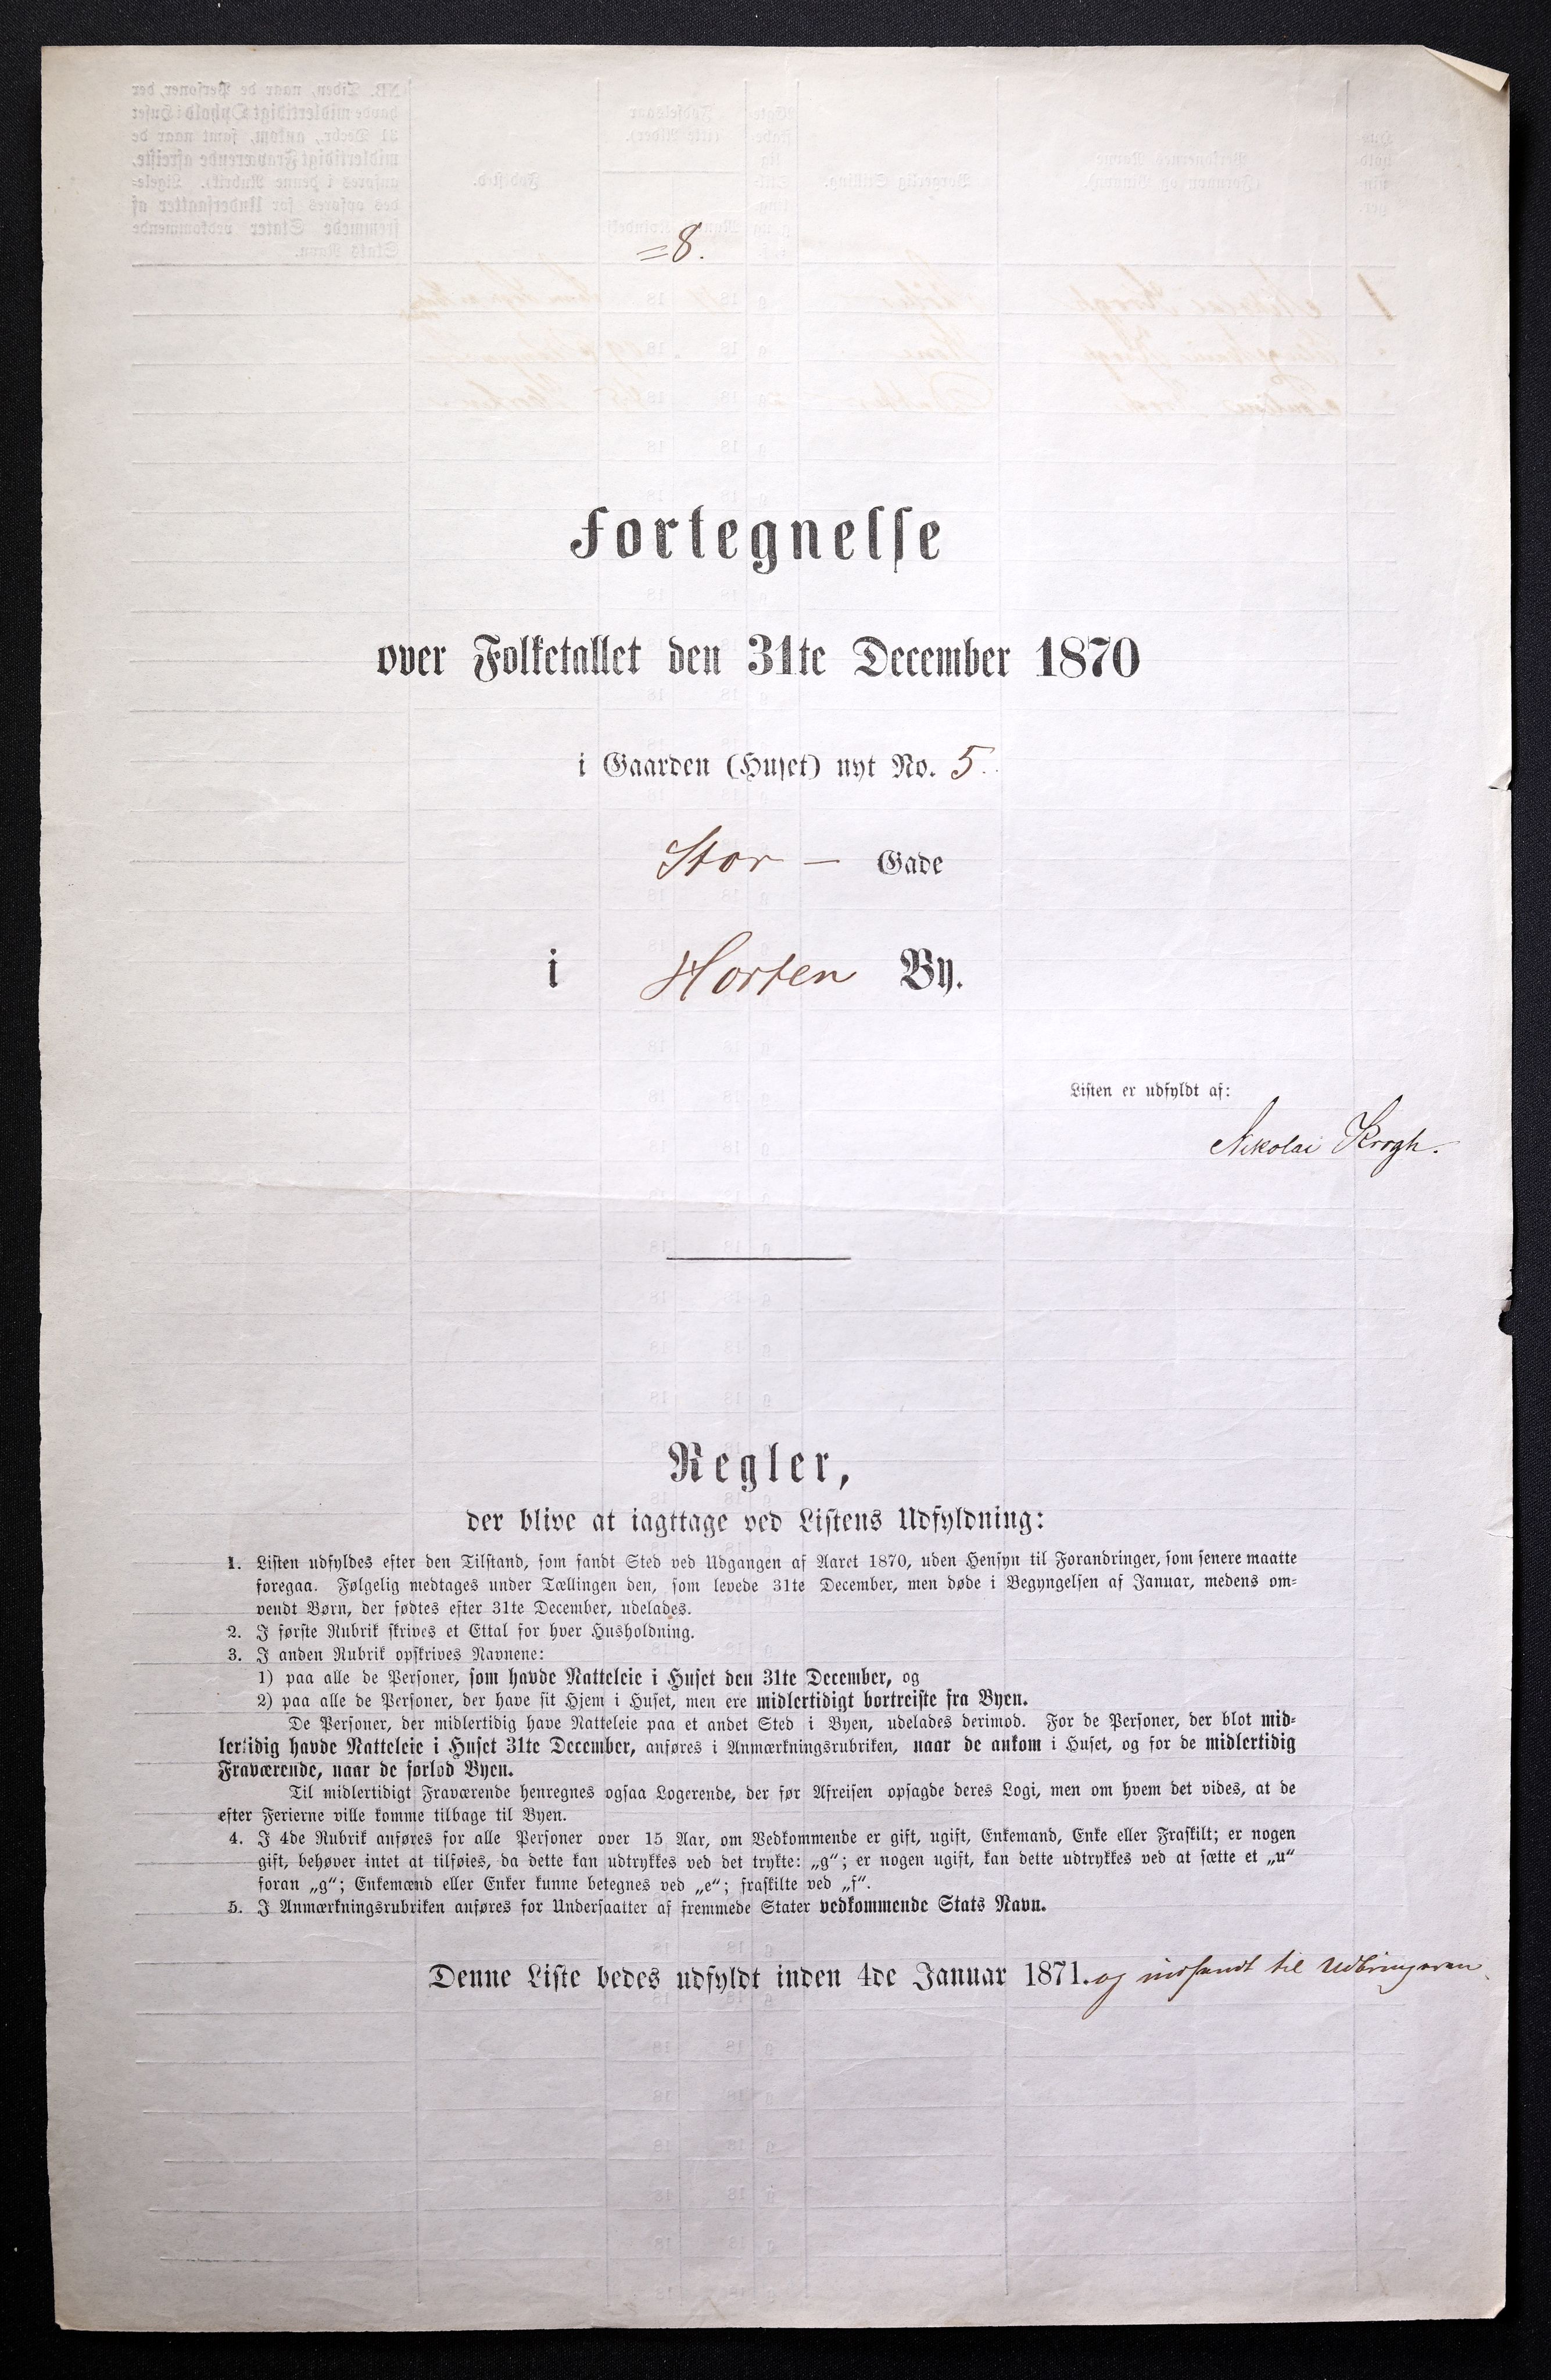 =8.
Fortegnelse
over Folketallet den 31te December 1870
i Gaarden (Huset) nyt No. 5.
Stor - Gade
i Horten By.
Listen er udfyldt af:
Nikolai Krogh.
Regler,
der blive at iagttage ved Listens Udfyldning:
1. Listen udfyldes efter den Tilstand, som fandt Sted ved Udgangen af Aaret 1870, uden Hensyn til Forandringer, som senere maatte
foregaa. Følgelig medtages under Tællingen den, som levede 31te December, men døde i Begyngelsen af Januar, medens om-
vendt Børn, der fødtes efter 31te December, udelades.
2. I første Rubrik skrives et Ettal for hver Husholdning.
3. I anden Rubrik opskrives Navnene:
1) paa alle de Personer, som havde Natteleie i Huset den 31te December, og
2) paa alle de Personer, der have sit Hjem i Huset, men ere midlertidigt bortreiste fra Byen.
De Personer, der midlertidig have Natteleie paa et andet Sted i Byen, udelades derimod. For de Personer, der blot mid-
lertidig havde Natteleie i Huset 31te December, anføres i Anmærkningsrubriken, naar de ankom i Huset, og for de midlertidig
Fraværende, naar de forlod Byen.
Til midlertidigt Fraværende henregnes ogsaa Logerende, der før Afreisen opsagde deres Logi, men om hvem det vides, at de
efter Ferierne ville komme tilbage til Byen.
4. I 4de Rubrik anføres for alle Personer over 15 Aar, om Vedkommende er gift, ugift, Enkemand, Enke eller Fraskilt; er nogen
gift, behøver intet at tilføies, da dette kan udtrykkes ved det trykte: „g“; er nogen ugift, kan dette udtrykkes ved at sætte et „u“
foran „g“; Enkemænd eller Enker kunne betegnes ved „e“; fraskilte ved „f“.
5. I Anmærkningsrubriken anføres for Undersaatter af fremmede Stater vedkommende Stats Navn.
Denne Liste bedes udfyldt inden 4de Januar 1871. og indsendt til Udbringeren